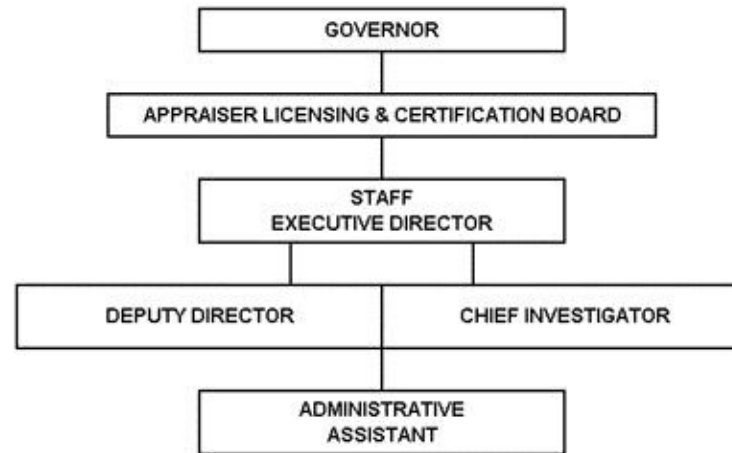 GOVERNOR
APPRAISER LICENSING & CERTIFICATION BOARD
STAFF
EXECUTIVE DIRECTOR
DEPUTY DIRECTOR
CHIEF INVESTIGATOR
ADMINISTRATIVE
ASSISTANT